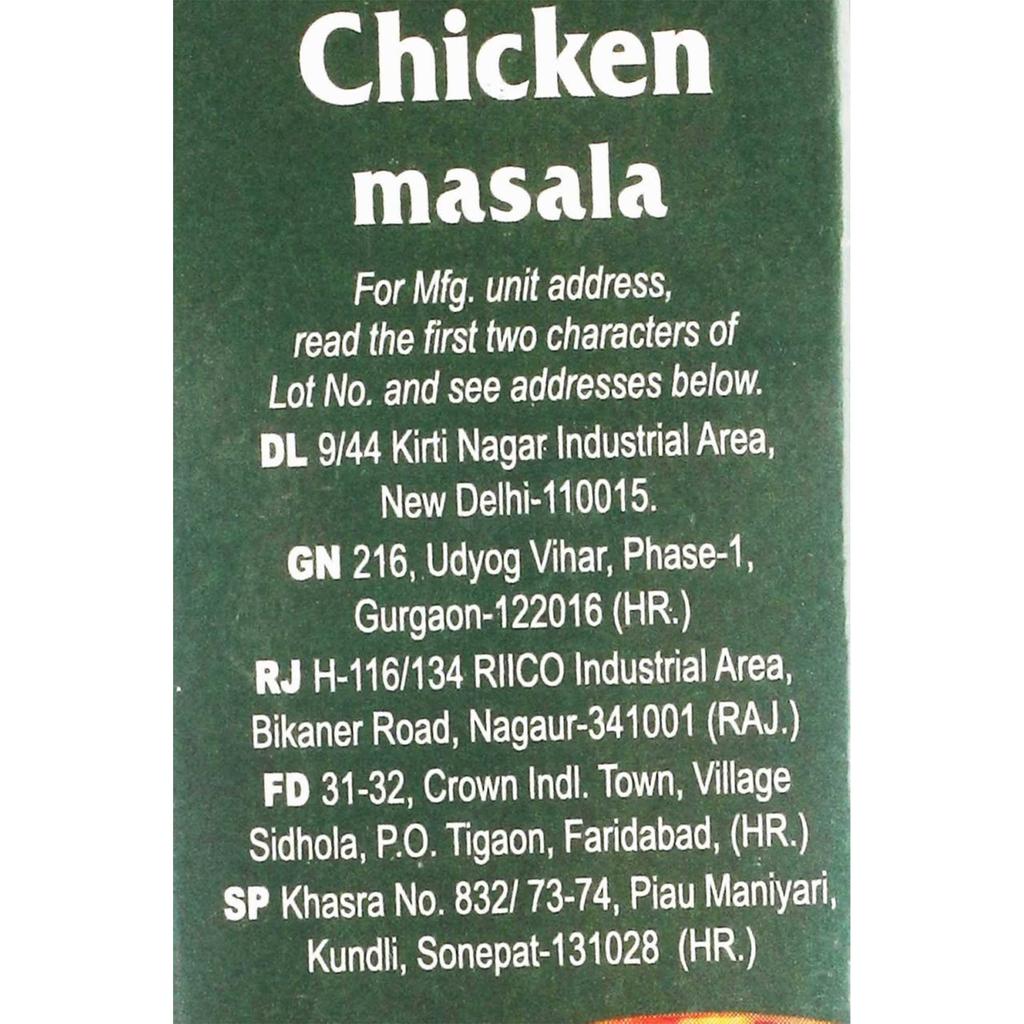 Chicken
masala
For Mfg. unit address,
read the first two characters of
Lot No. and see addresses below.
DL 9/44 Kirti Nagar Industrial Area,
New Delhi-110015.
GN 216, Udyog Vihar, Phase-1,
Gurgaon-122016 (HR.)
RJ H-116/134 RIICO Industrial Area,
Bikaner Road, Nagaur-341001 (RAJ.)
FD 31-32, Crown Indl. Town, Village
Sidhola, P.O. Tigaon, Faridabad, (HR.)
SP Khasra No. 832/ 73-74, Piau Maniyari,
Kundli, Sonepat-131028 (HR.)